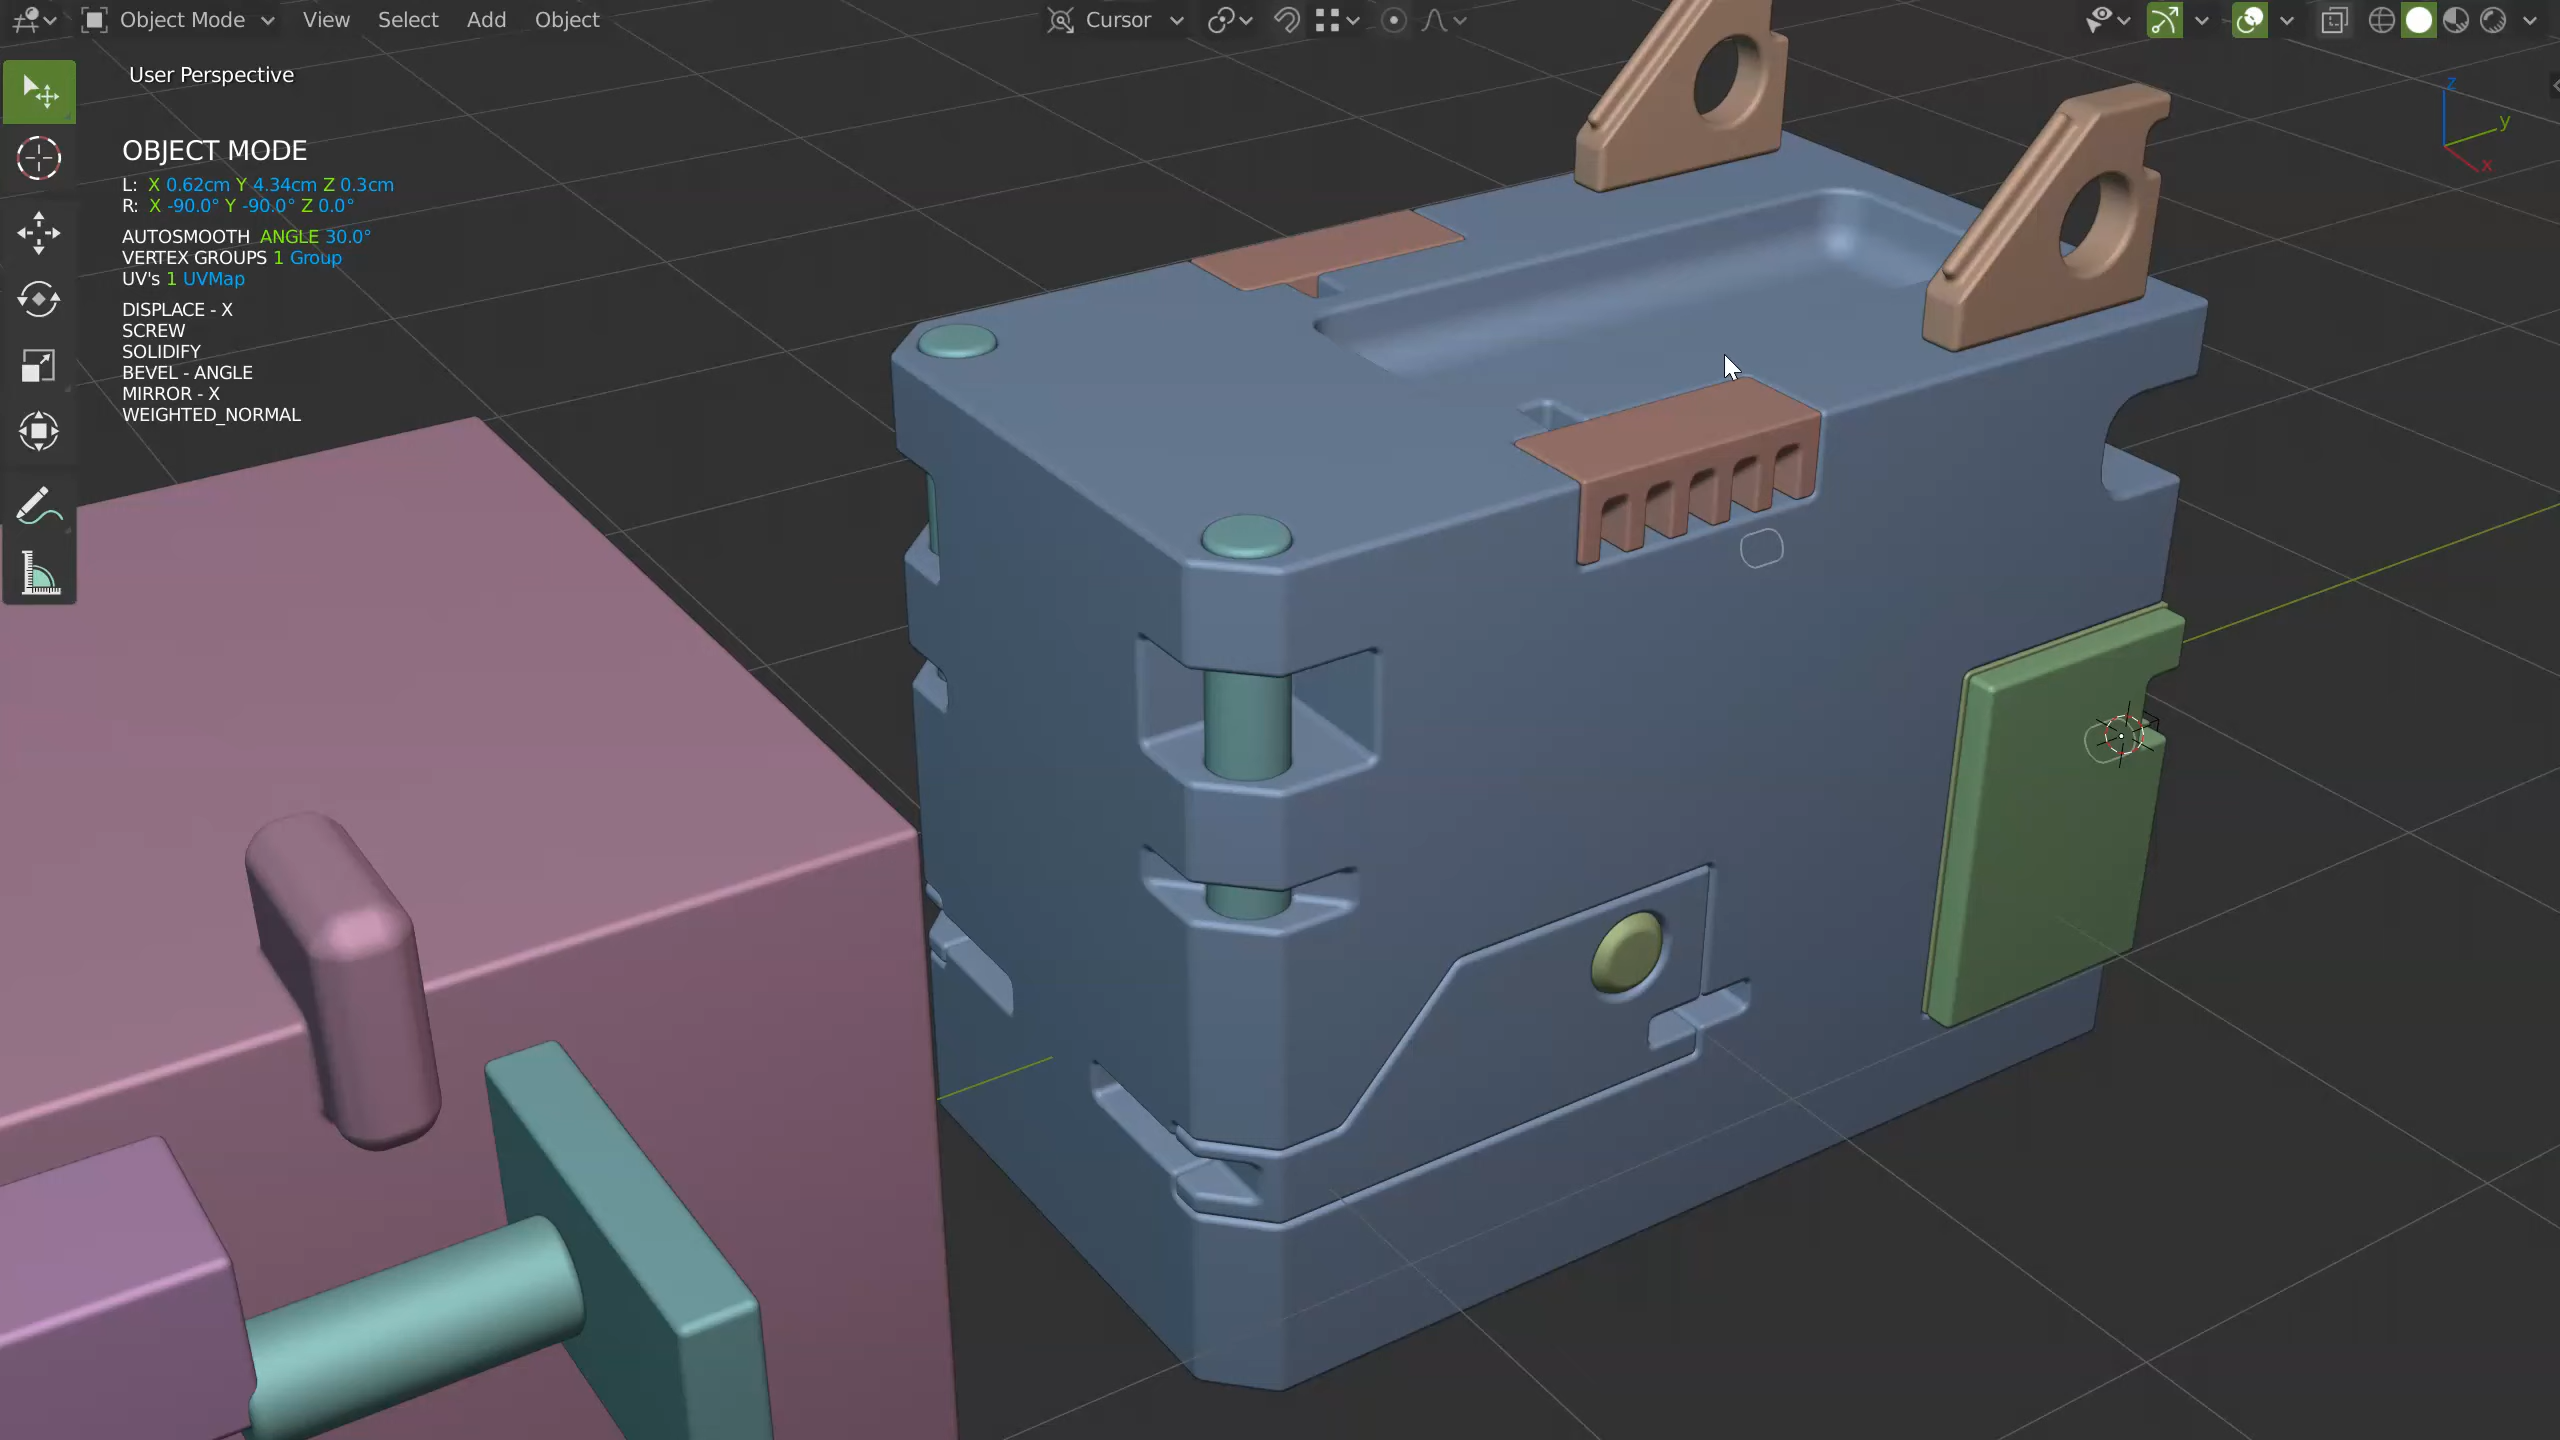 Object Mode View Select Add Object Cursor
User Perspective
OBJECT MODE
L: X 0.62cm Y 4.34cm Z 0.3cm
R: X -90.0° Y -90.0° Z 0.0°
AUTOSMOOTH ANGLE 30.0°
VERTEX GROUPS 1 Group
UV's 1 UVMap
DISPLACE - X
SCREW
SOLIDIFY
BEVEL - ANGLE
MIRROR - X
WEIGHTED_NORMAL
z
y
x